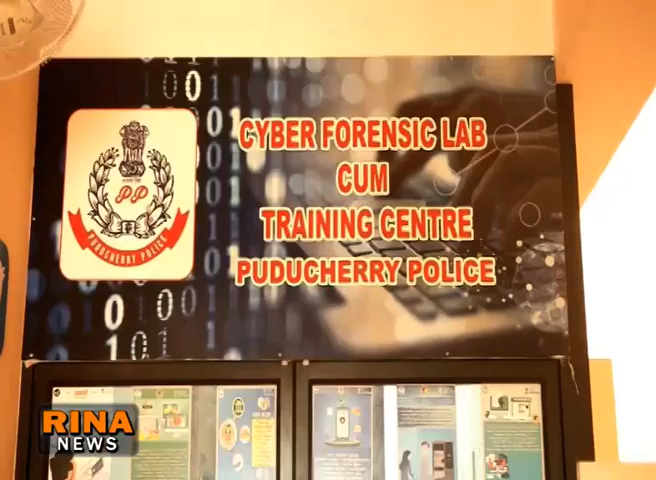 CYBER FORENSIC LAB
CUM
TRAINING CENTRE
PUDUCHERRY POLICE
PP
PUDUCHERRY POLICE
RINA
NEWS